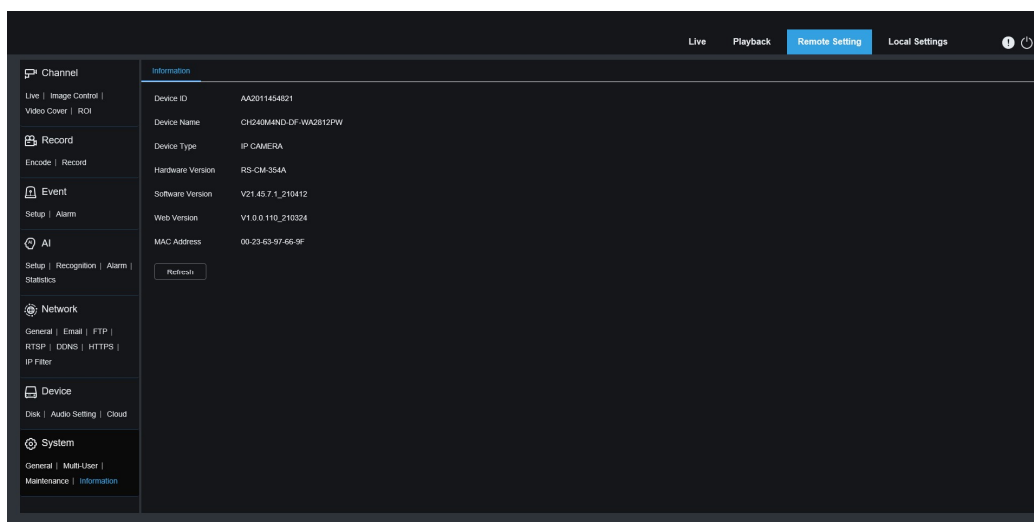 Live Playback Remote Setting Local Settings
Channel
Live | Image Control |
Video Cover | ROI
Record
Encode | Record
Event
Setup | Alarm
AI
Setup | Recognition | Alarm |
Statistics
Network
General | Email | FTP |
RTSP | DDNS | HTTPS |
IP Filter
Device
Disk | Audio Setting | Cloud
System
General | Multi-User |
Maintenance | Information
Information
Device ID AA2011454821
Device Name CH240M4ND-DF-WA2812PW
Device Type IP CAMERA
Hardware Version RS-CM-354A
Software Version V21.45.7.1_210412
Web Version V1.0.0.110_210324
MAC Address 00-23-63-97-66-9F
Refresh